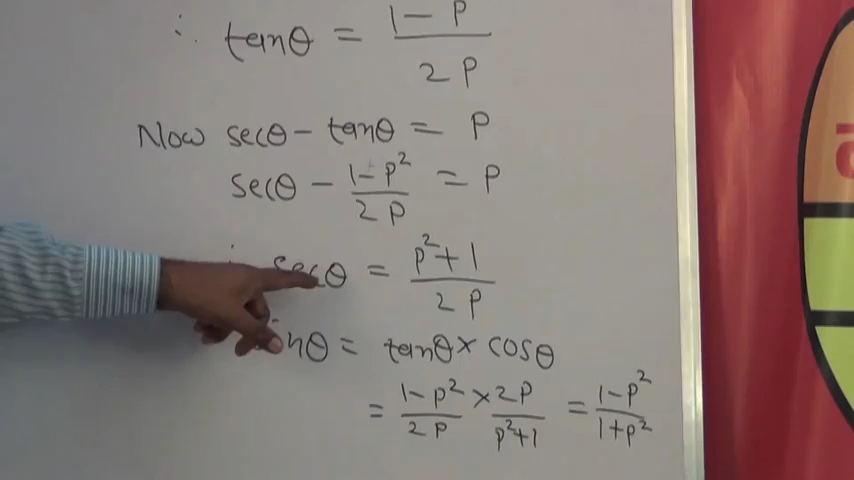 ∴ tanθ = 1 - P / 2P
Now secθ - tanθ = P
secθ - 1 - P² / 2P = P
secθ = P² + 1 / 2P
sinθ = tanθ × cosθ
= 1 - P² / 2P × 2P / P² + 1 = 1 - P² / 1 + P²